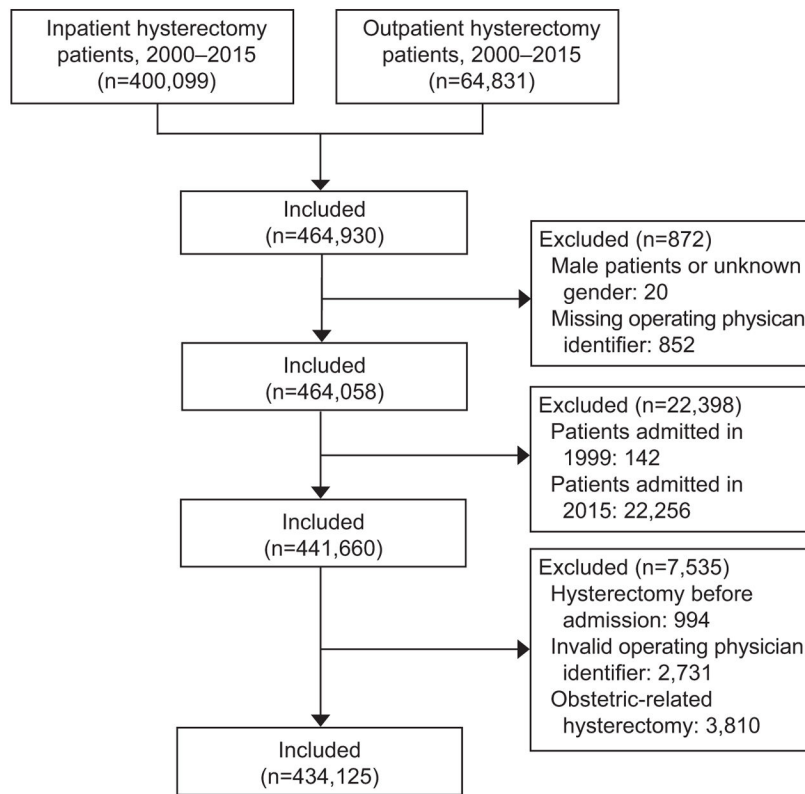 Inpatient hysterectomy
patients, 2000–2015
(n=400,099)
Outpatient hysterectomy
patients, 2000–2015
(n=64,831)
Included
(n=464,930)
Excluded (n=872)
Male patients or unknown
gender: 20
Missing operating physican
identifier: 852
Included
(n=464,058)
Excluded (n=22,398)
Patients admitted in
1999: 142
Patients admitted in
2015: 22,256
Included
(n=441,660)
Excluded (n=7,535)
Hysterectomy before
admission: 994
Invalid operating physician
identifier: 2,731
Obstetric-related
hysterectomy: 3,810
Included
(n=434,125)